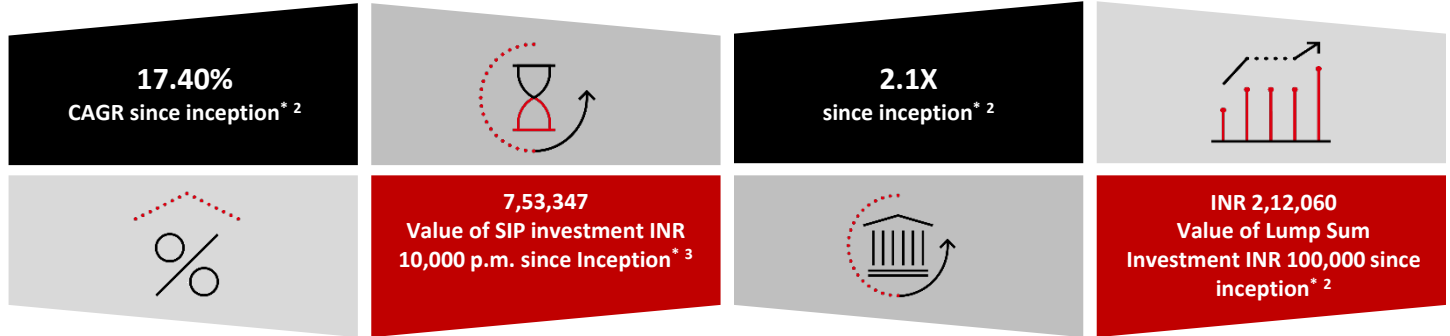 17.40%
CAGR since inception* 2
2.1X
since inception* 2
7,53,347
Value of SIP investment INR
10,000 p.m. since Inception* 3
INR 2,12,060
Value of Lump Sum
Investment INR 100,000 since
inception* 2